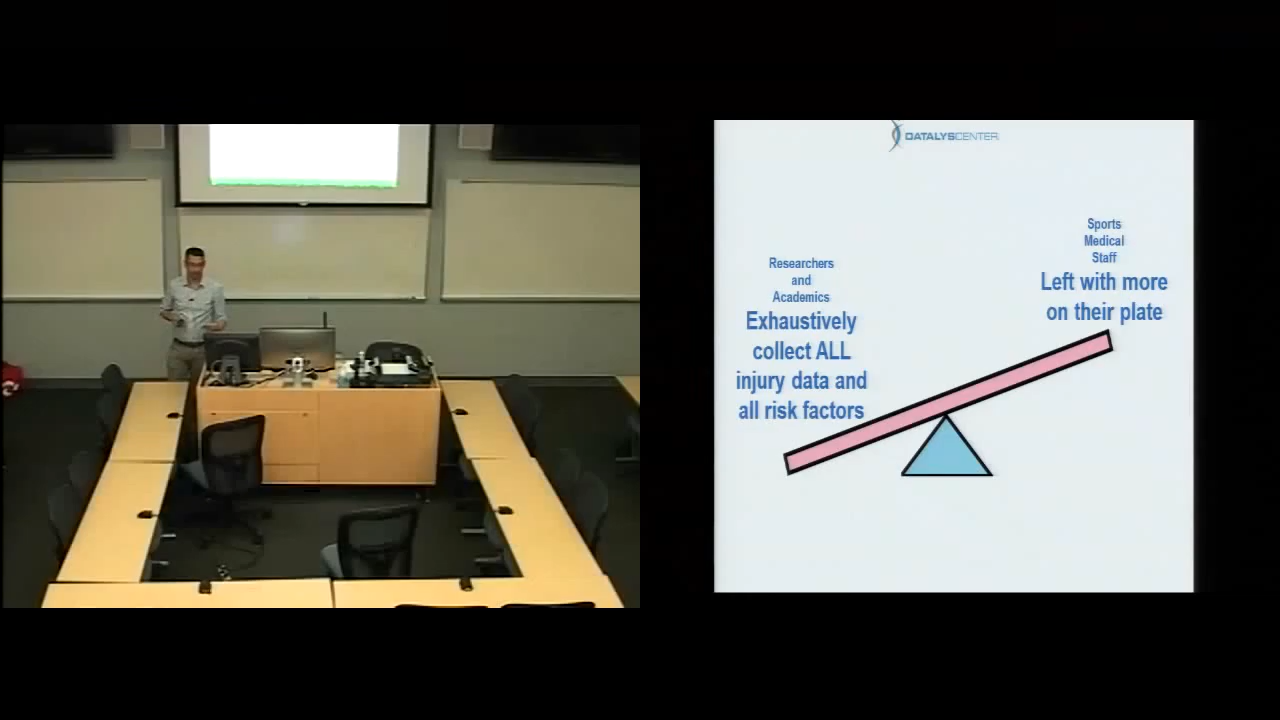 DATALYSCENTER
Researchers
and
Academics
Exhaustively
collect ALL
injury data and
all risk factors
Sports
Medical
Staff
Left with more
on their plate